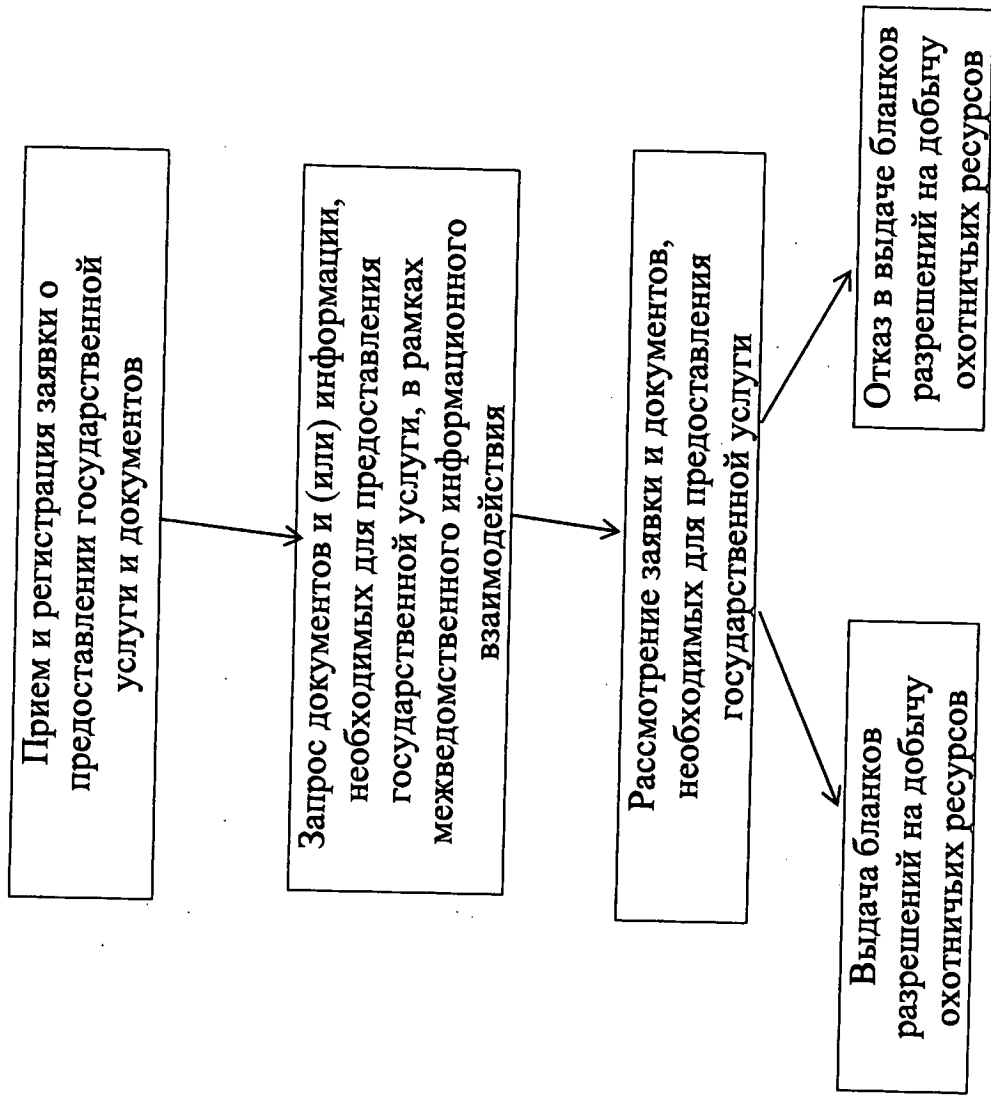 Прием и регистрация заявки о
предоставлении государственной
услуги и документов
Запрос документов и (или) информации,
необходимых для предоставления
государственной услуги, в рамках
межведомственного информационного
взаимодействия
Рассмотрение заявки и документов,
необходимых для предоставления
государственной услуги
Выдача бланков
разрешений на добычу
охотничьих ресурсов
Отказ в выдаче бланков
разрешений на добычу
охотничьих ресурсов